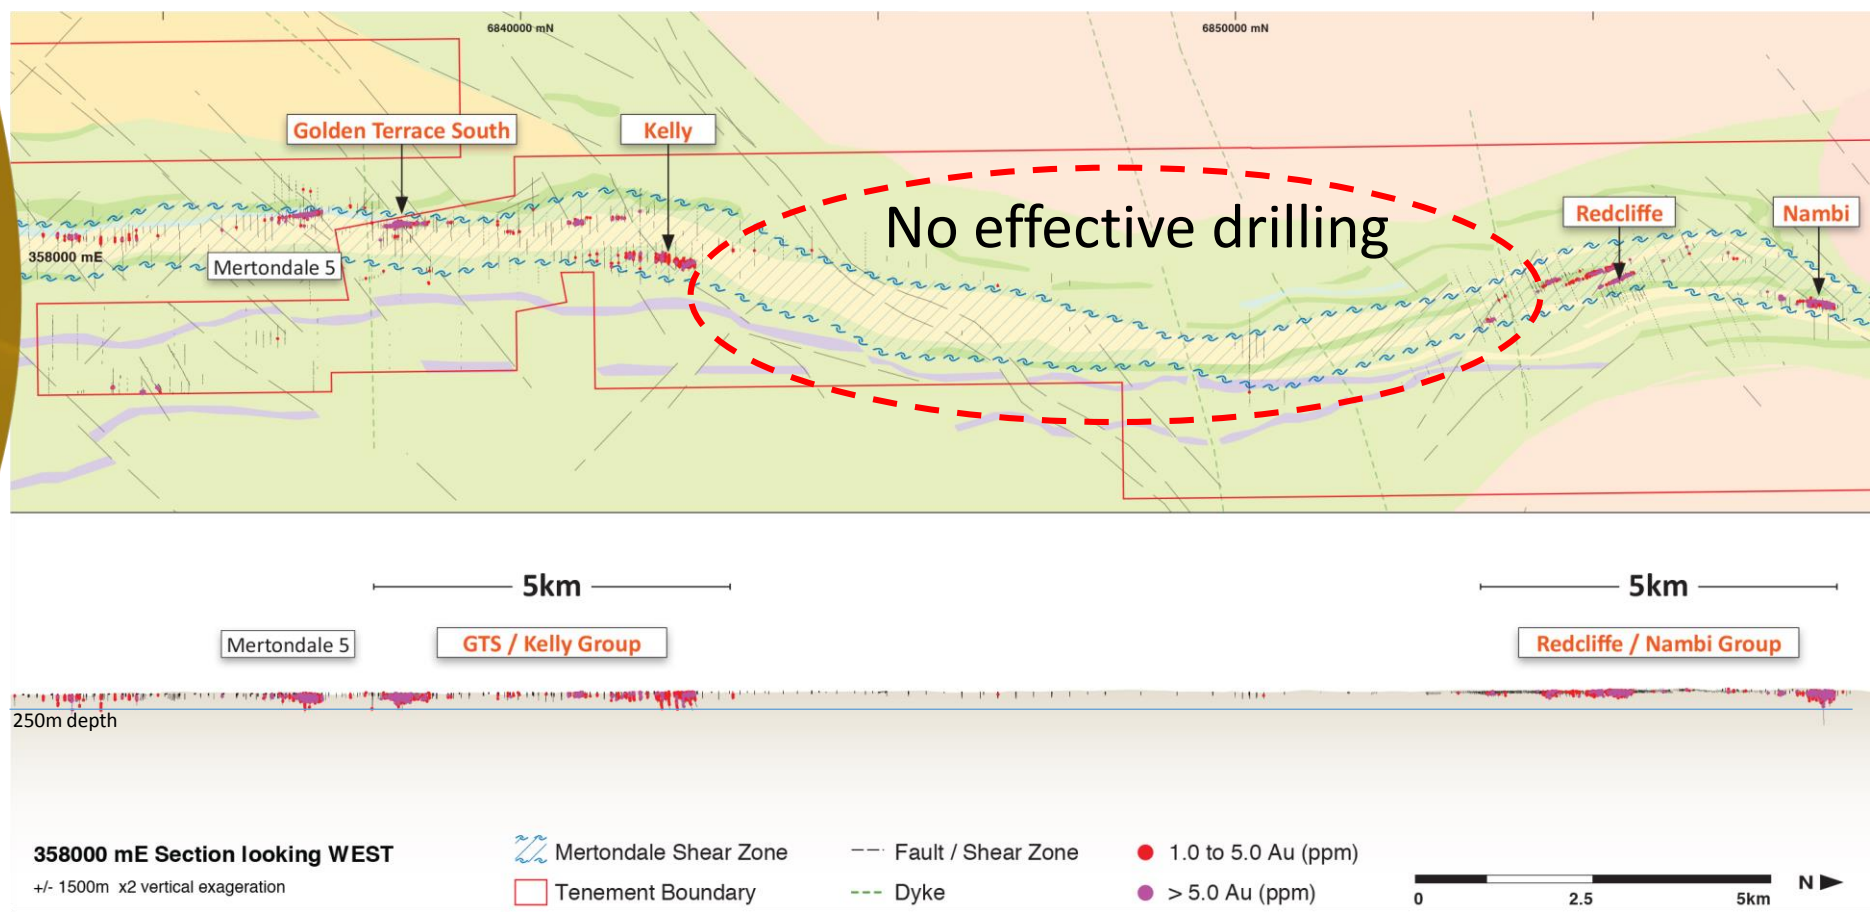 6840000 mN
6850000 mN
Golden Terrace South
Kelly
No effective drilling
Redcliffe
Nambi
358000 mE
Mertondale 5
5km
5km
Mertondale 5
GTS / Kelly Group
Redcliffe / Nambi Group
250m depth
358000 mE Section looking WEST
+/- 1500m x2 vertical exageration
Mertondale Shear Zone
Tenement Boundary
Fault / Shear Zone
Dyke
1.0 to 5.0 Au (ppm)
> 5.0 Au (ppm)
0
2.5
5km
N